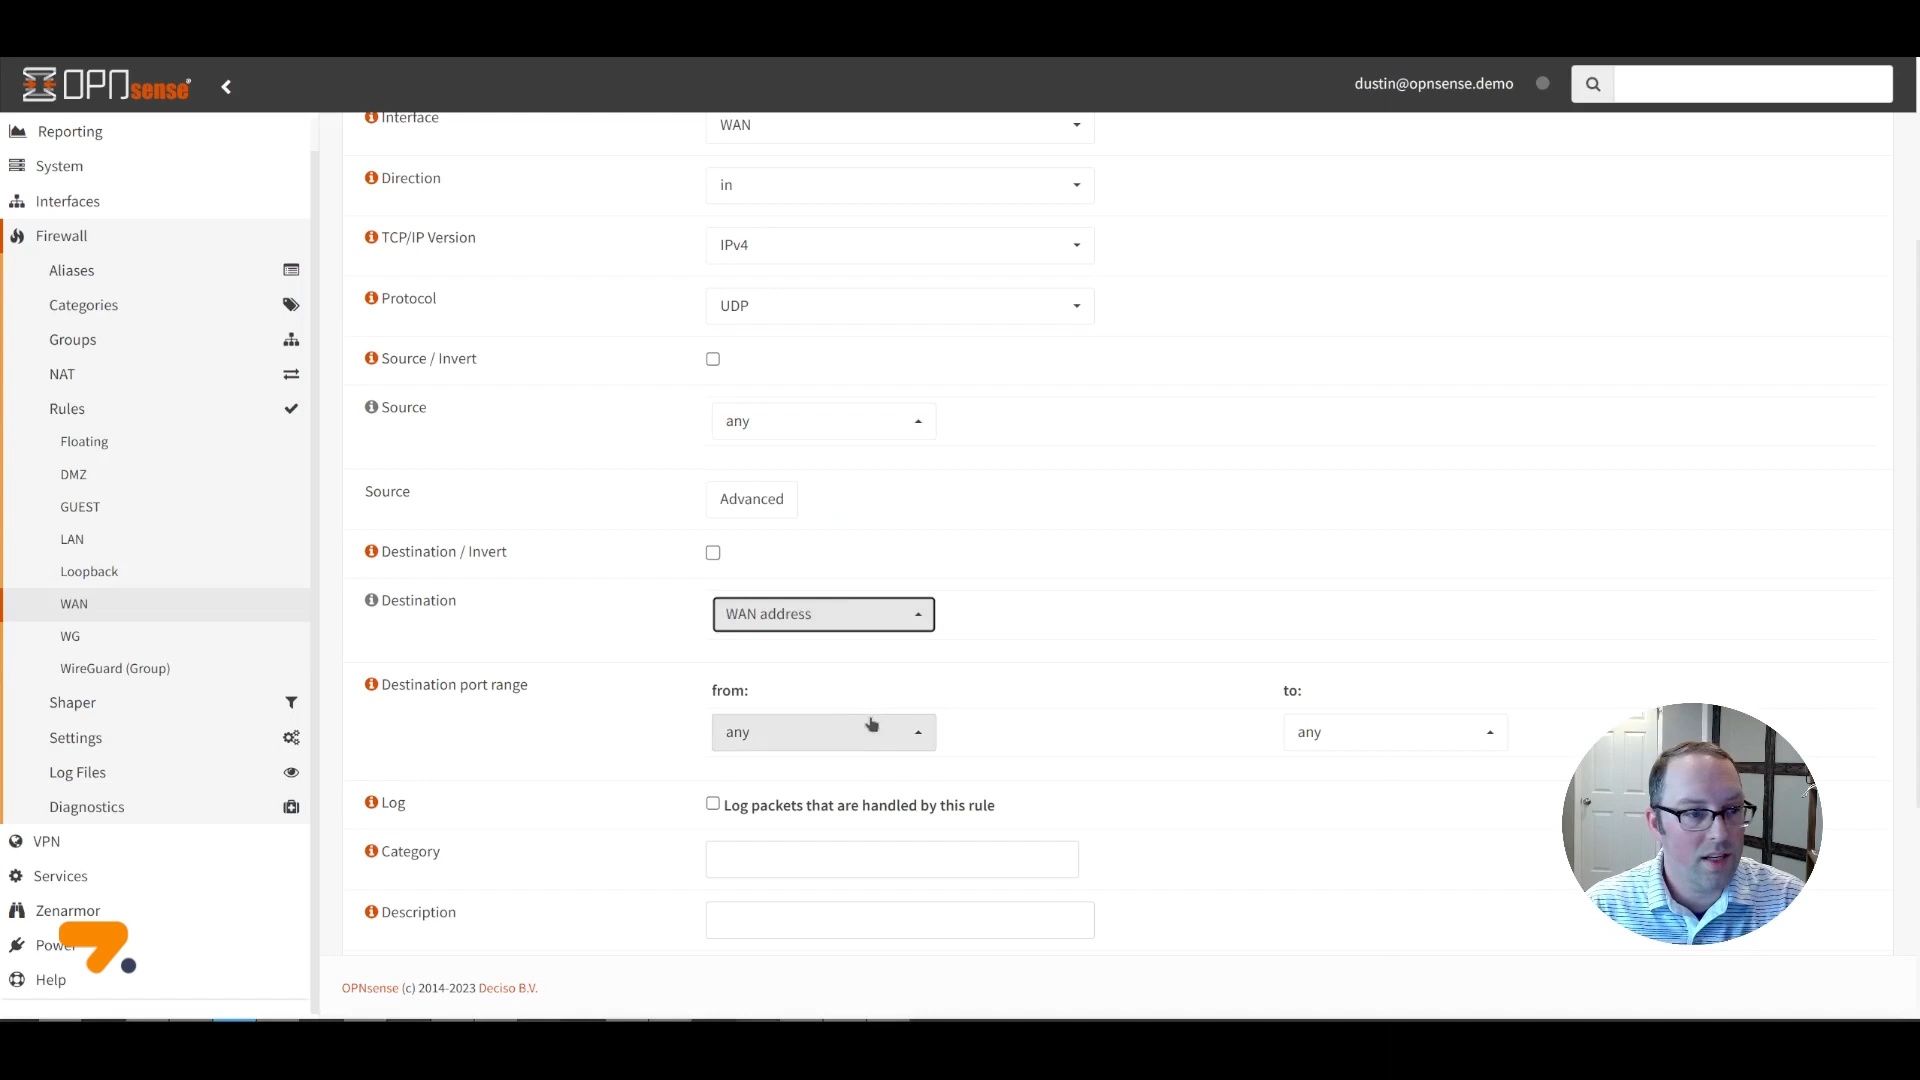 OPNsense
dustin@opnsense.demo
Reporting
System
Interfaces
Firewall
Aliases
Categories
Groups
NAT
Rules
Floating
DMZ
GUEST
LAN
Loopback
WAN
WG
WireGuard (Group)
Shaper
Settings
Log Files
Diagnostics
VPN
Services
Zenarmor
Power
Help
Interface
WAN
Direction
in
TCP/IP Version
IPv4
Protocol
UDP
Source / Invert
Source
any
Source
Advanced
Destination / Invert
Destination
WAN address
Destination port range
from:
to:
any
any
Log
Log packets that are handled by this rule
Category
Description
OPNsense (c) 2014-2023 Deciso B.V.